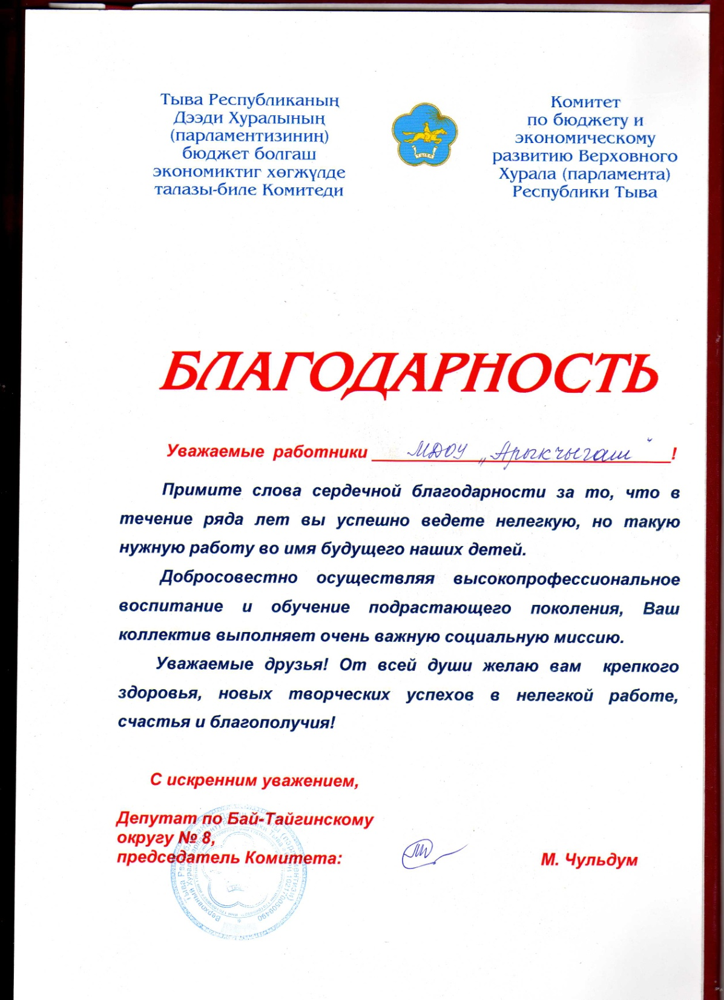 Тыва Республиканың
Дээди Хуралының
(парламентизиниң)
бюджет болгаш
экономиктиг хөгжүлде
талазы-биле Комитеди
ТЫВА
Комитет
по бюджету и
экономическому
развитию Верховного
Хурала (парламента)
Республики Тыва
БЛАГОДАРНОСТЬ
Уважаемые работники МДОУ „Арыкчыгаш“!
Примите слова сердечной благодарности за то, что в
течение ряда лет вы успешно ведете нелегкую, но такую
нужную работу во имя будущего наших детей.
Добросовестно осуществляя высокопрофессиональное
воспитание и обучение подрастающего поколения, Ваш
коллектив выполняет очень важную социальную миссию.
Уважаемые друзья! От всей души желаю вам крепкого
здоровья, новых творческих успехов в нелегкой работе,
счастья и благополучия!
С искренним уважением,
Депутат по Бай-Тайгинскому
округу № 8,
председатель Комитета:
М. Чульдум